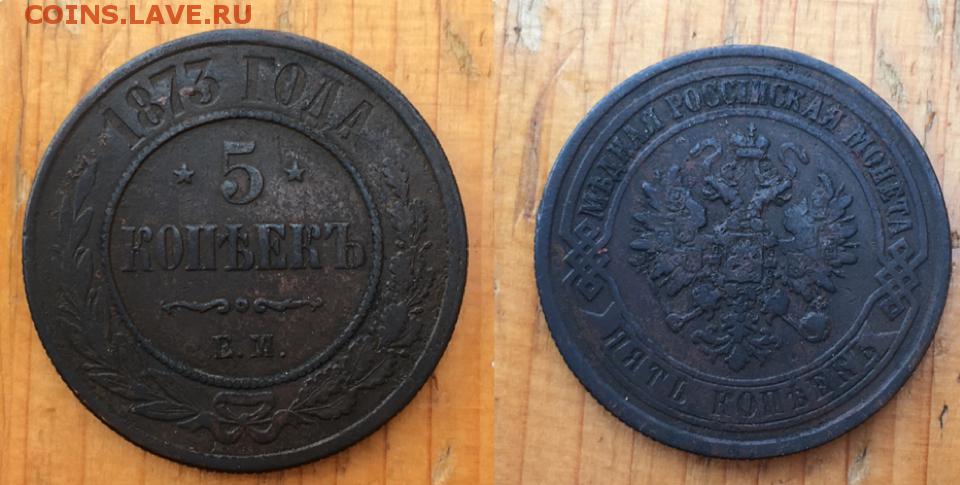 COINS.LAVE.RU
1873 ГОДА
5
КОПѢЕКЪ
Е.М.
МѢДНАЯ РОССІЙСКАЯ МОНЕТА
ПЯТЬ КОПѢЕКЪ